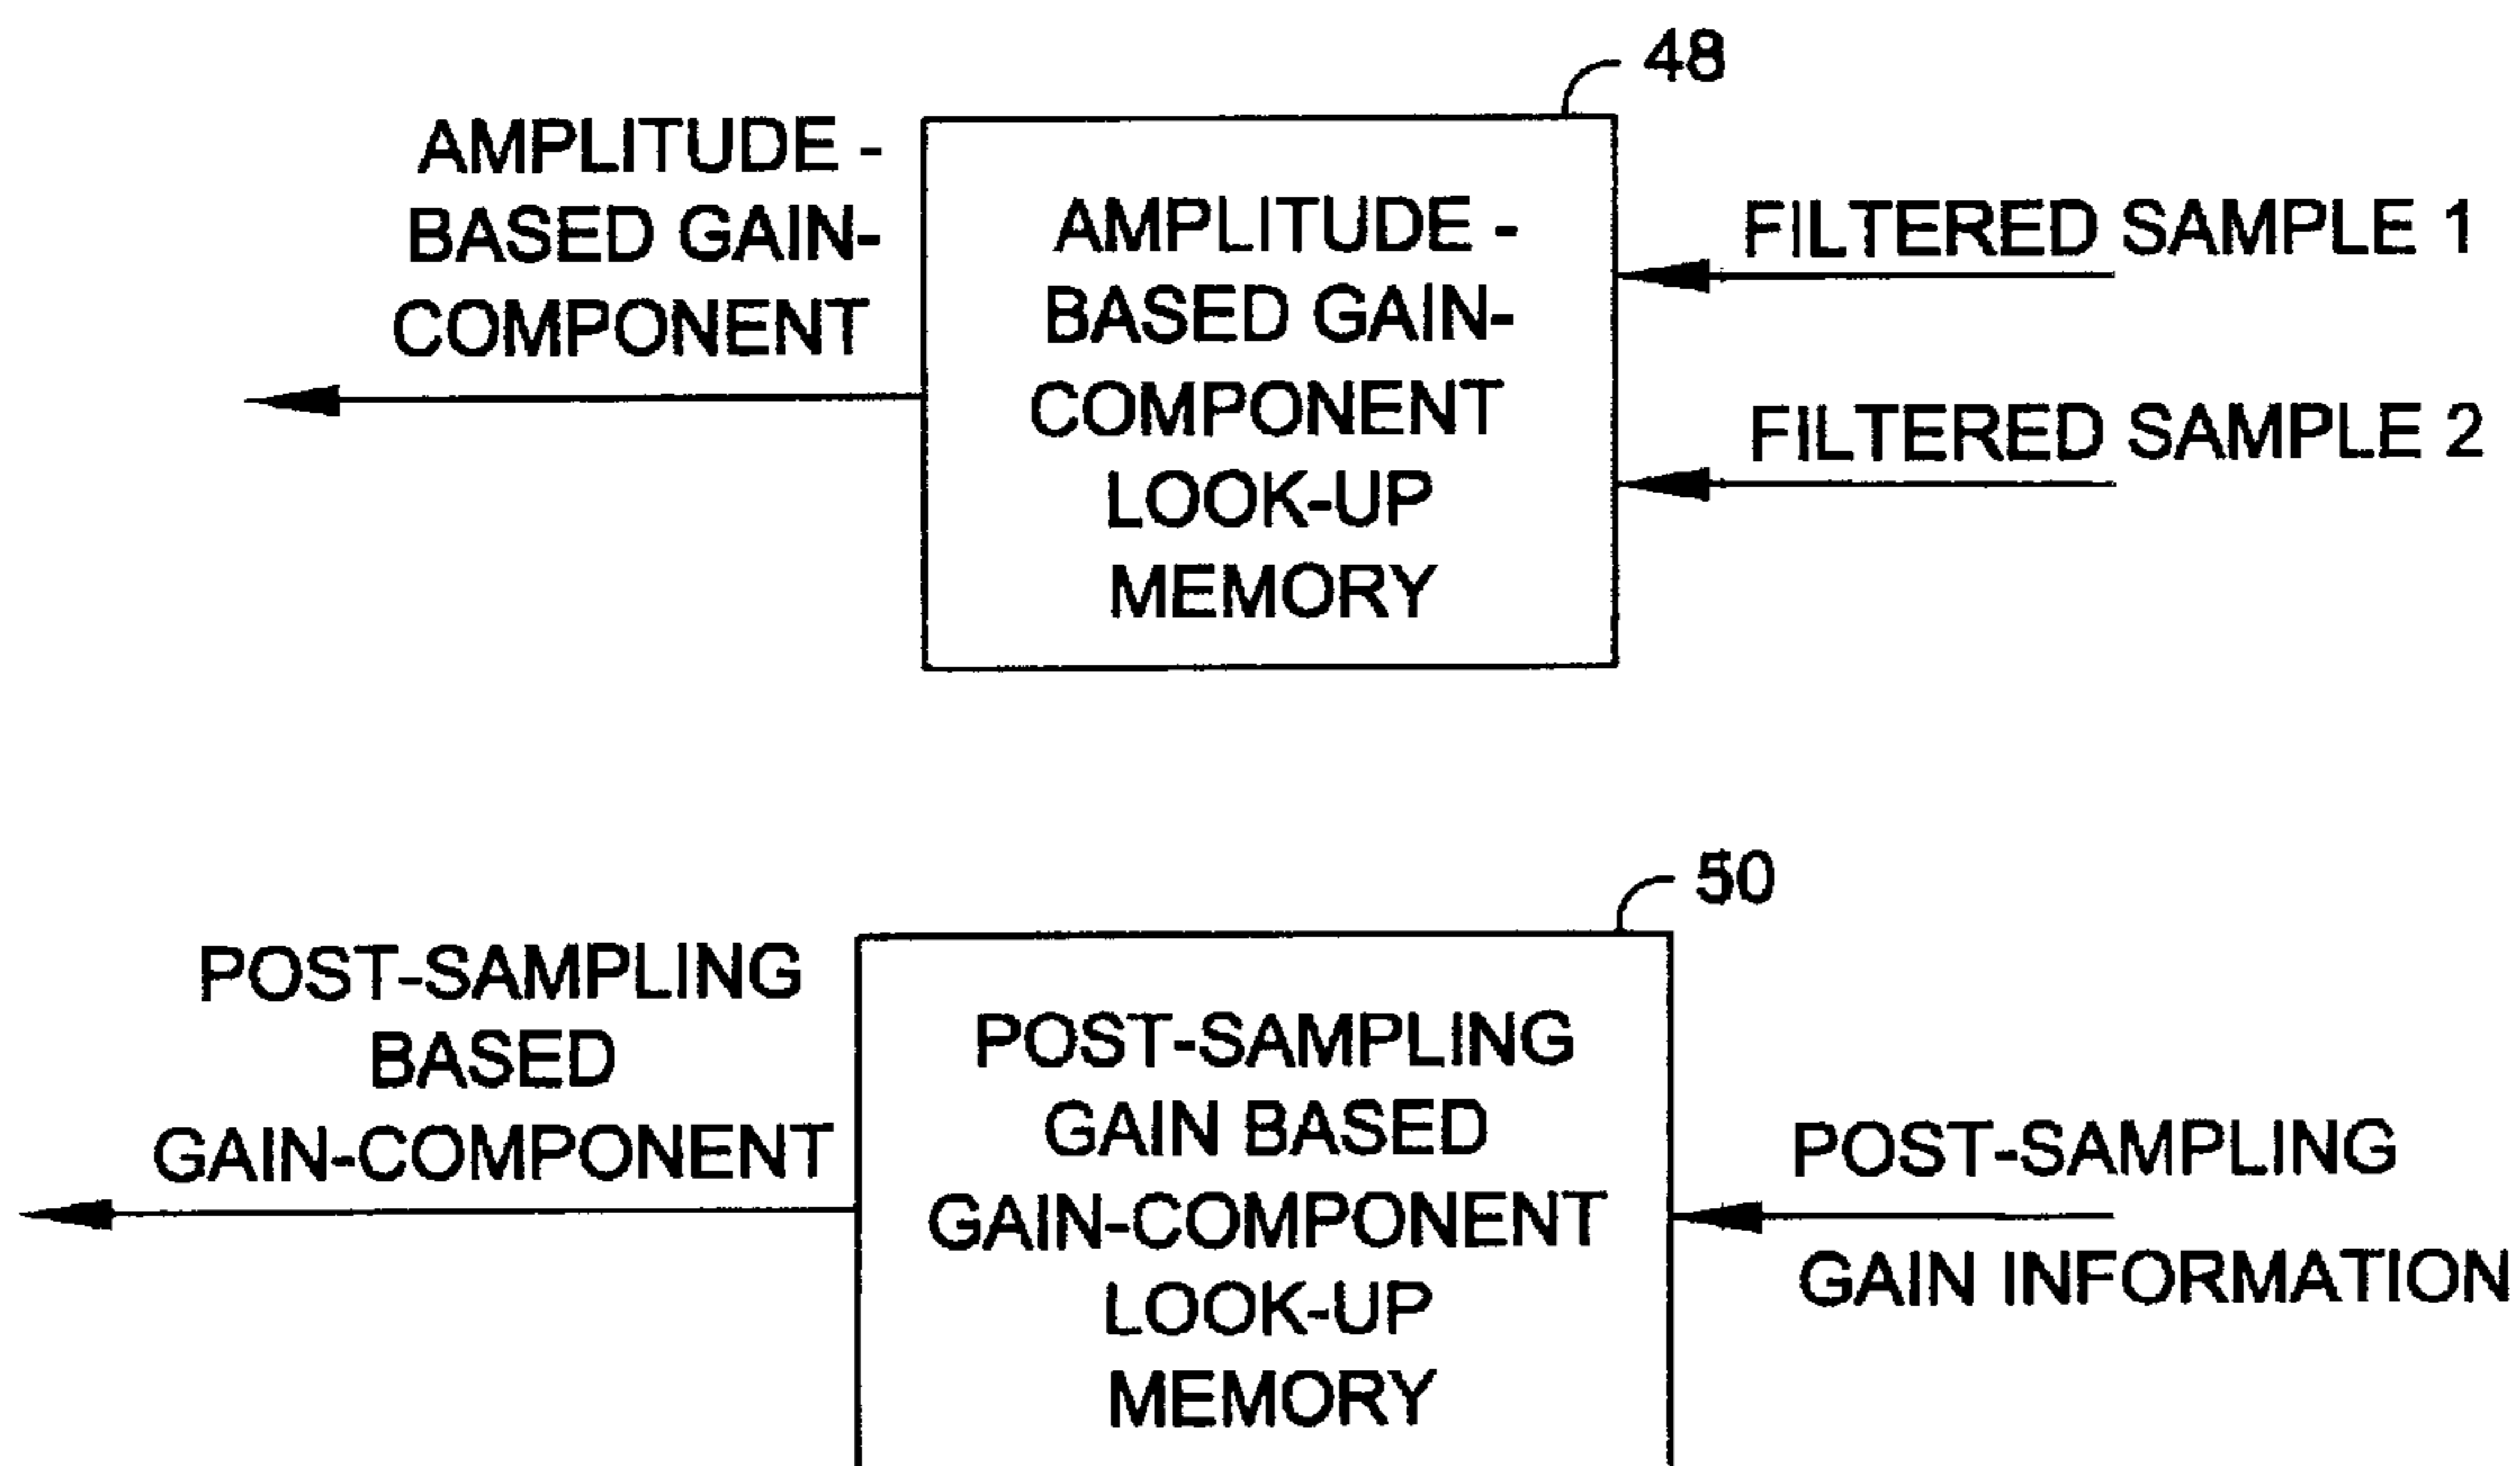 48
AMPLITUDE -
BASED GAIN-
COMPONENT
AMPLITUDE -
BASED GAIN-
COMPONENT
LOOK-UP
MEMORY
FILTERED SAMPLE 1
FILTERED SAMPLE 2
50
POST-SAMPLING
BASED
GAIN-COMPONENT
POST-SAMPLING
GAIN BASED
GAIN-COMPONENT
LOOK-UP
MEMORY
POST-SAMPLING
GAIN INFORMATION